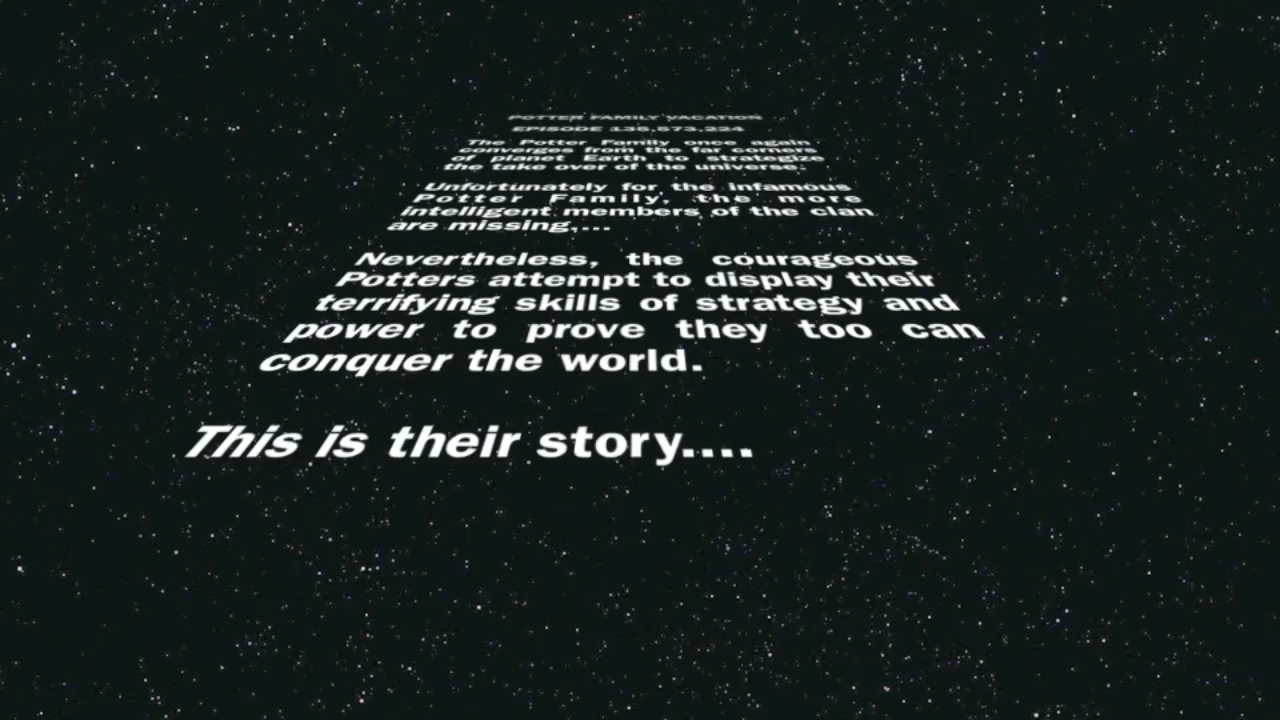 POTTER FAMILY VACATION
EPISODE 135,573,224
The Potter Family once again
converges from the far corners
of planet Earth to strategize
the take over of the universe.
Unfortunately for the infamous
Potter Family, the more
intelligent members of the clan
are missing....
Nevertheless, the courageous
Potters attempt to display their
terrifying skills of strategy and
power to prove they too can
conquer the world.
This is their story....